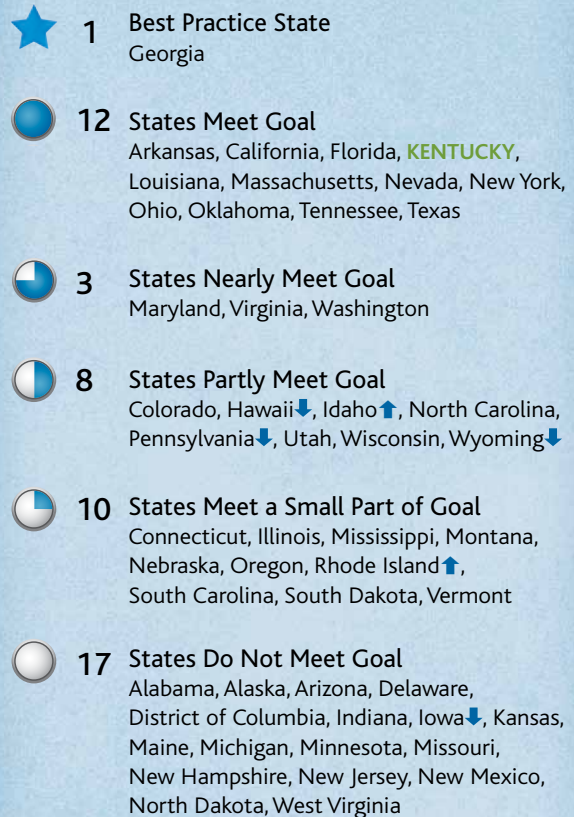 1 Best Practice State
Georgia
12 States Meet Goal
Arkansas, California, Florida, KENTUCKY,
Louisiana, Massachusetts, Nevada, New York,
Ohio, Oklahoma, Tennessee, Texas
3 States Nearly Meet Goal
Maryland, Virginia, Washington
8 States Partly Meet Goal
Colorado, Hawaii⬇, Idaho⬆, North Carolina,
Pennsylvania⬇, Utah, Wisconsin, Wyoming⬇
10 States Meet a Small Part of Goal
Connecticut, Illinois, Mississippi, Montana,
Nebraska, Oregon, Rhode Island⬆,
South Carolina, South Dakota, Vermont
17 States Do Not Meet Goal
Alabama, Alaska, Arizona, Delaware,
District of Columbia, Indiana, Iowa⬇, Kansas,
Maine, Michigan, Minnesota, Missouri,
New Hampshire, New Jersey, New Mexico,
North Dakota, West Virginia